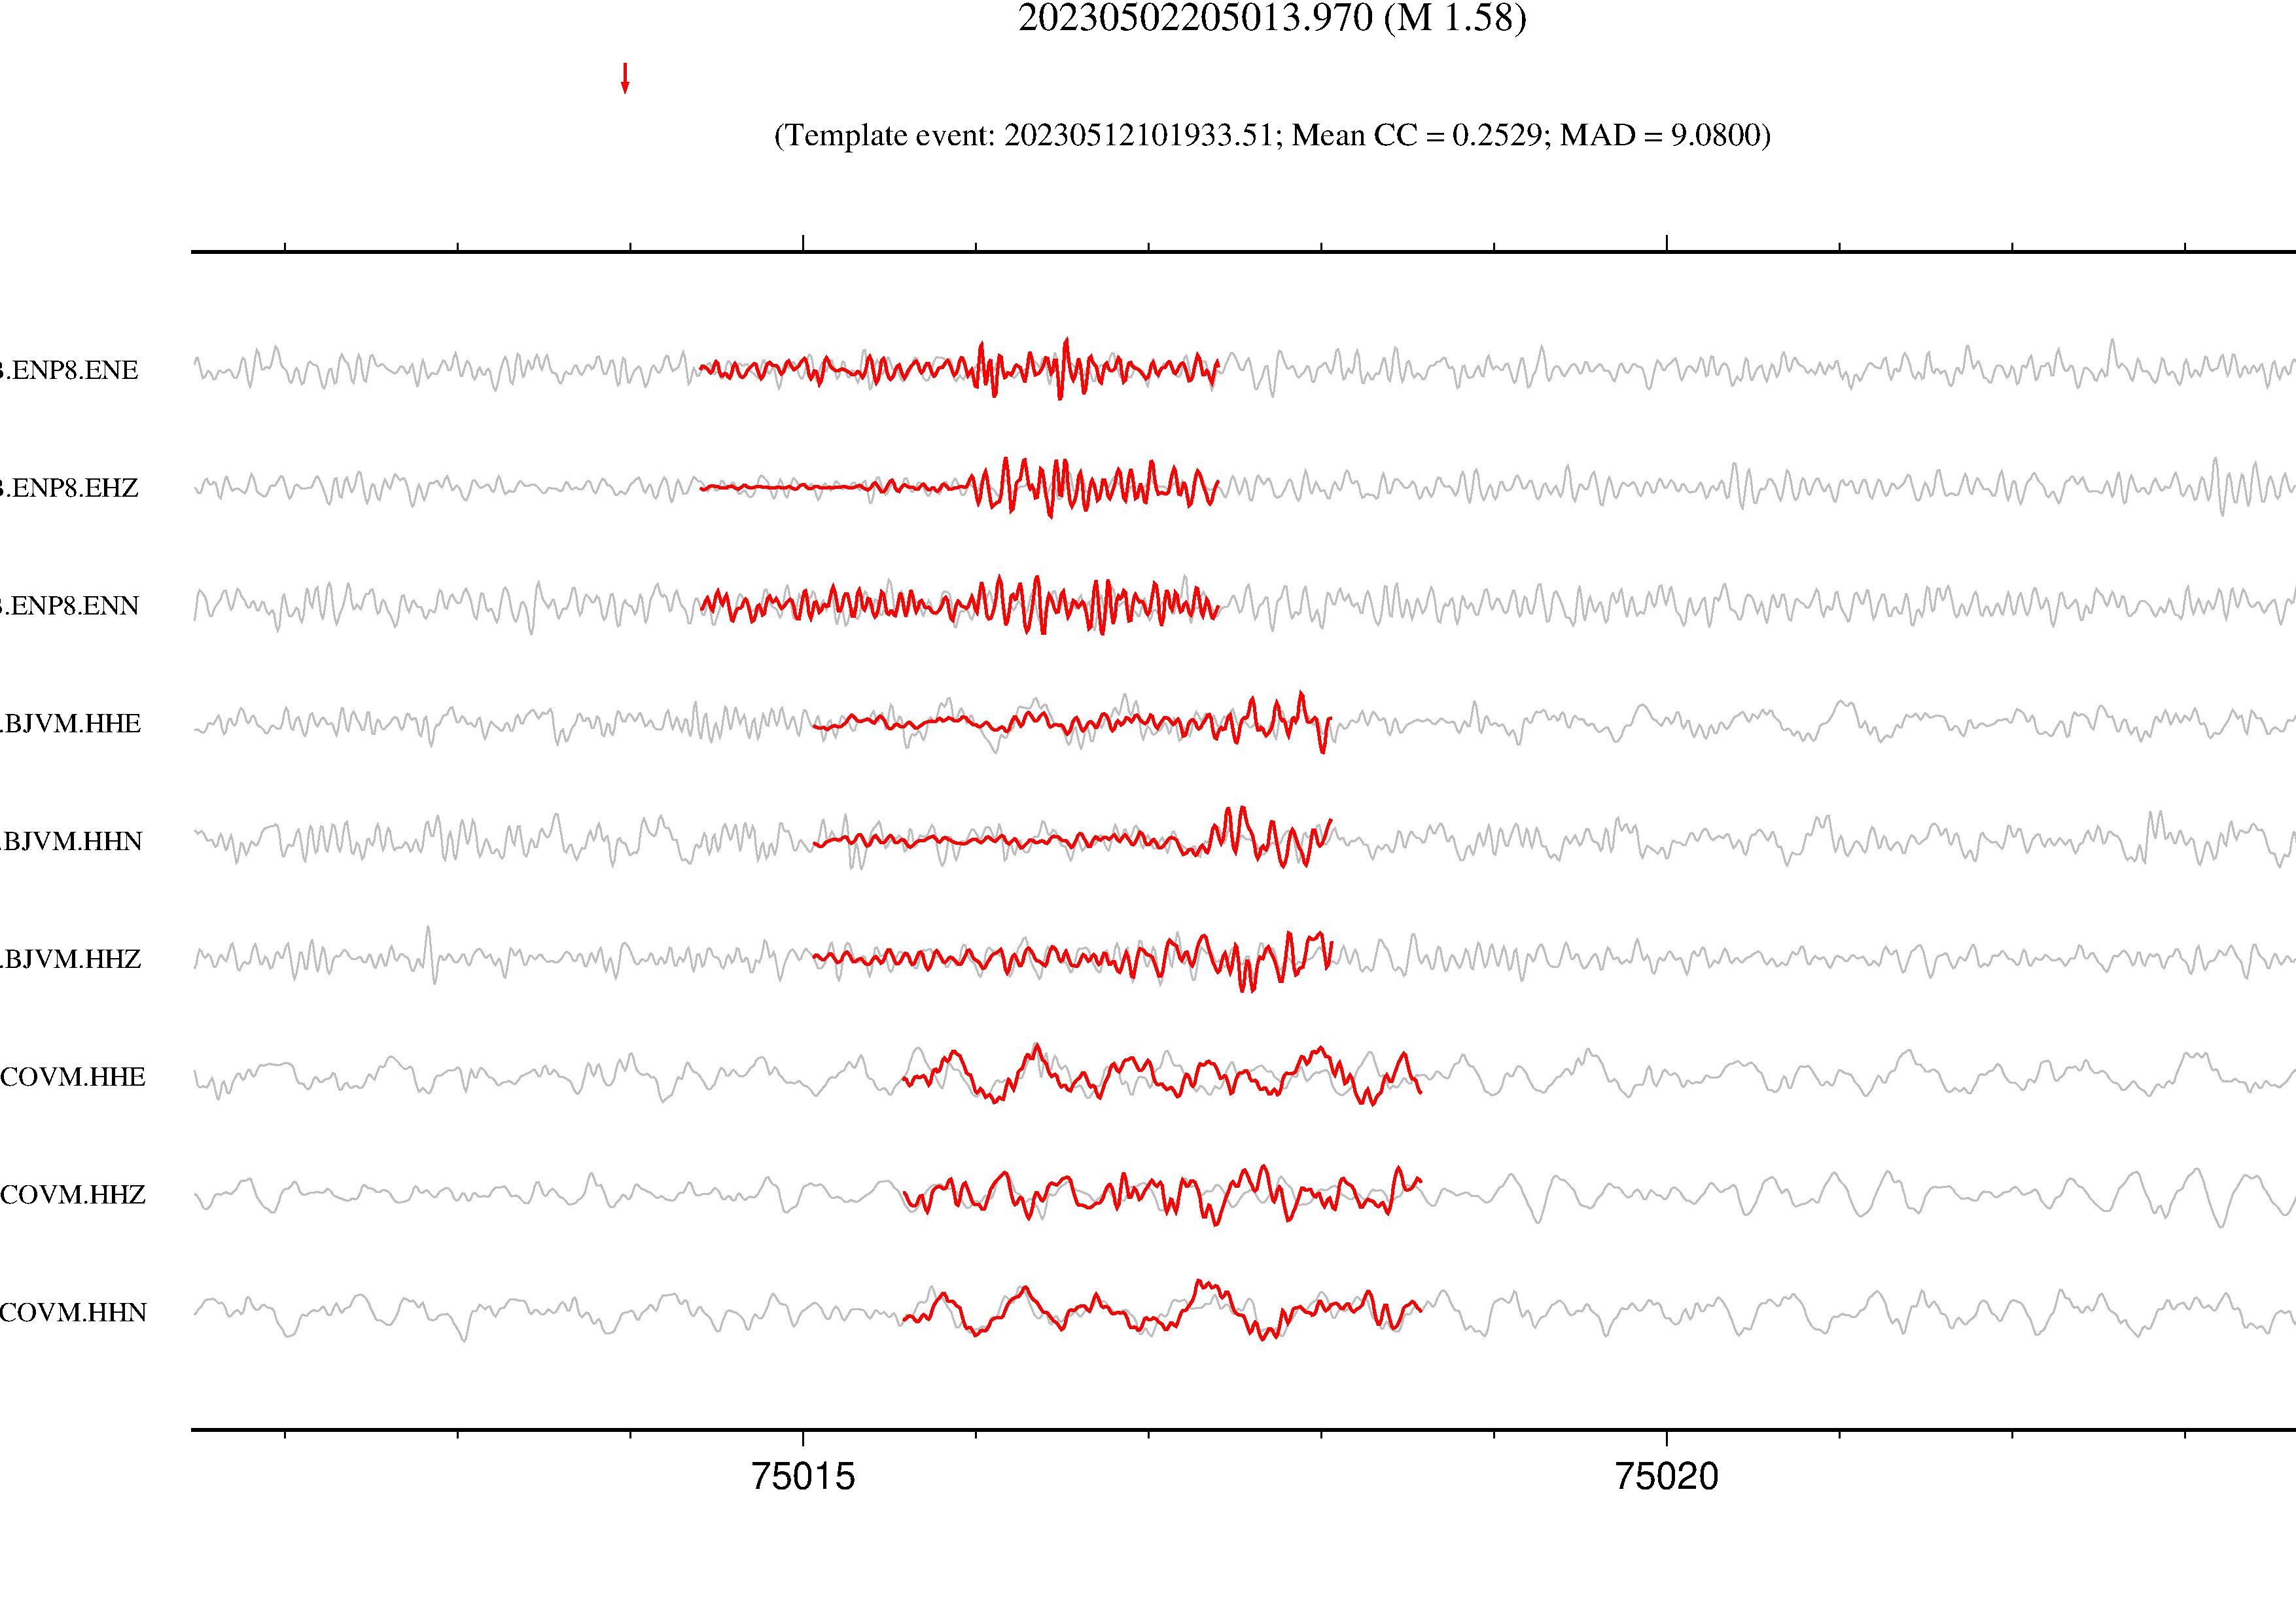 20230502205013.970 (M 1.58)
(Template event: 20230512101933.51; Mean CC = 0.2529; MAD = 9.0800)
.ENP8.ENE
.ENP8.EHZ
.ENP8.ENN
.BJVM.HHE
.BJVM.HHN
.BJVM.HHZ
COVM.HHE
COVM.HHZ
COVM.HHN
75015 75020